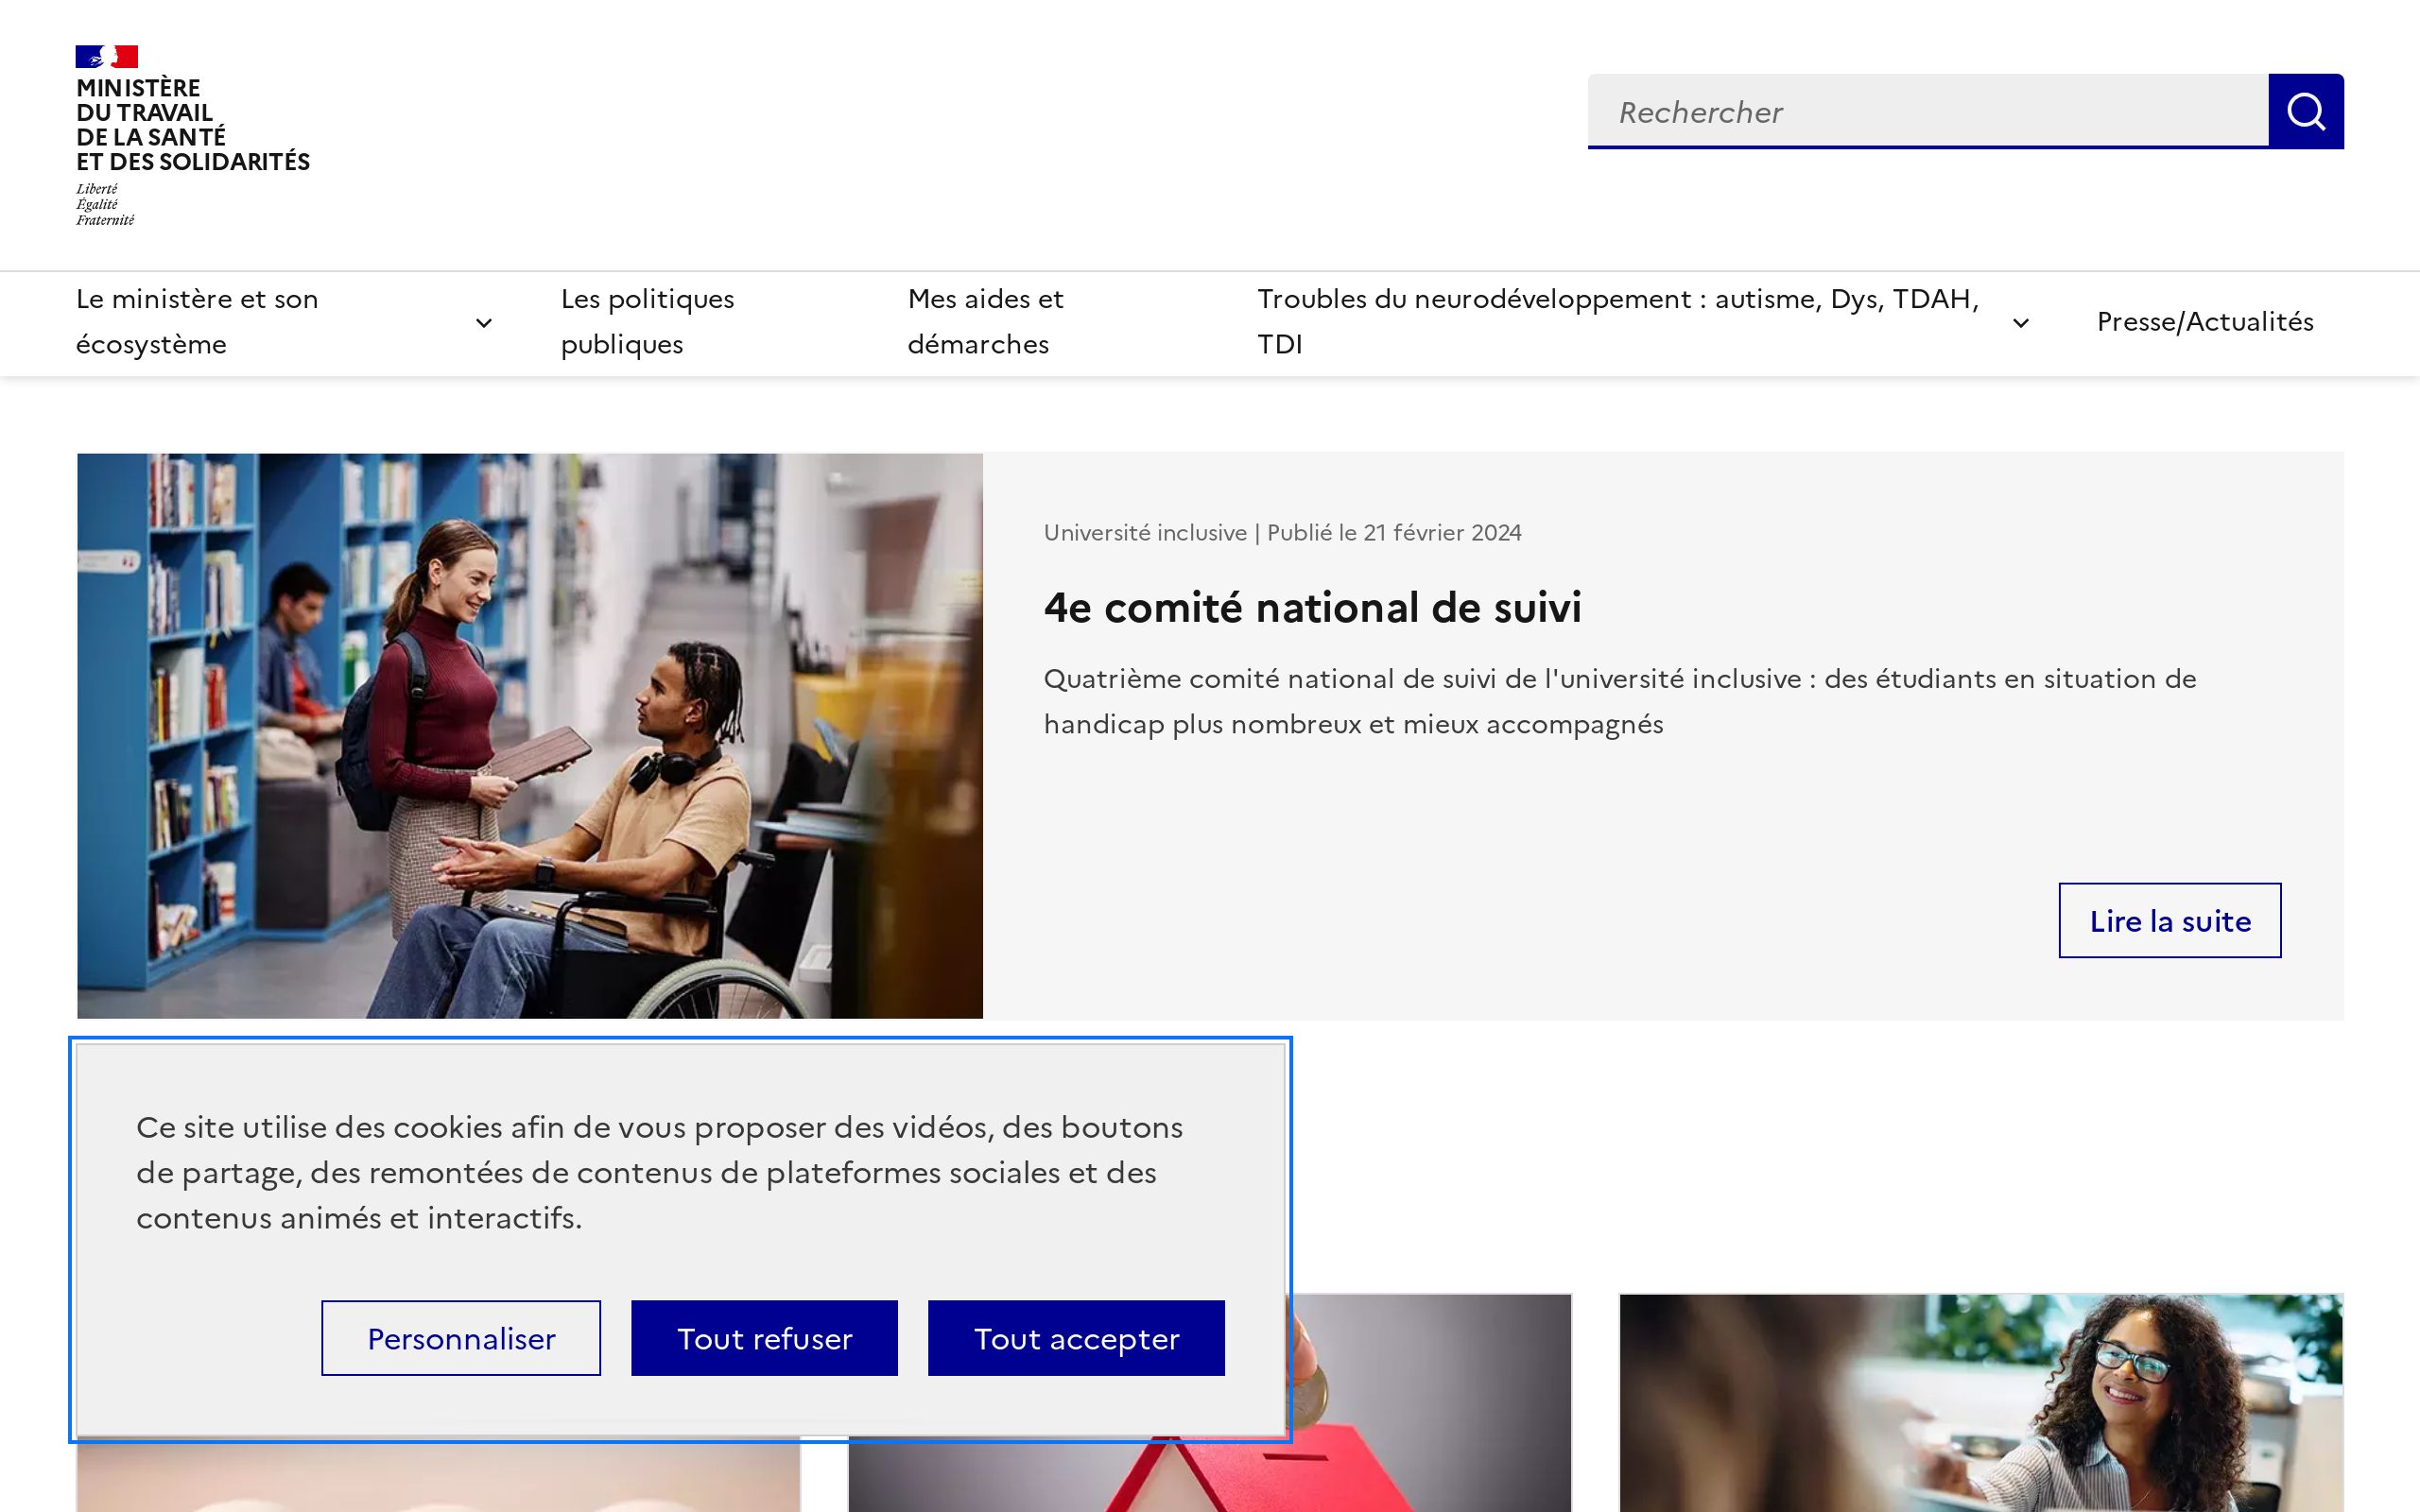 MINISTÈRE
DU TRAVAIL
DE LA SANTÉ
ET DES SOLIDARITÉS
Liberté
Égalité
Fraternité
Rechercher
Le ministère et son
écosystème
Les politiques
publiques
Mes aides et
démarches
Troubles du neurodéveloppement : autisme, Dys, TDAH,
TDI
Presse/Actualités
Université inclusive | Publié le 21 février 2024
4e comité national de suivi
Quatrième comité national de suivi de l'université inclusive : des étudiants en situation de
handicap plus nombreux et mieux accompagnés
Lire la suite
Ce site utilise des cookies afin de vous proposer des vidéos, des boutons
de partage, des remontées de contenus de plateformes sociales et des
contenus animés et interactifs.
Personnaliser
Tout refuser
Tout accepter